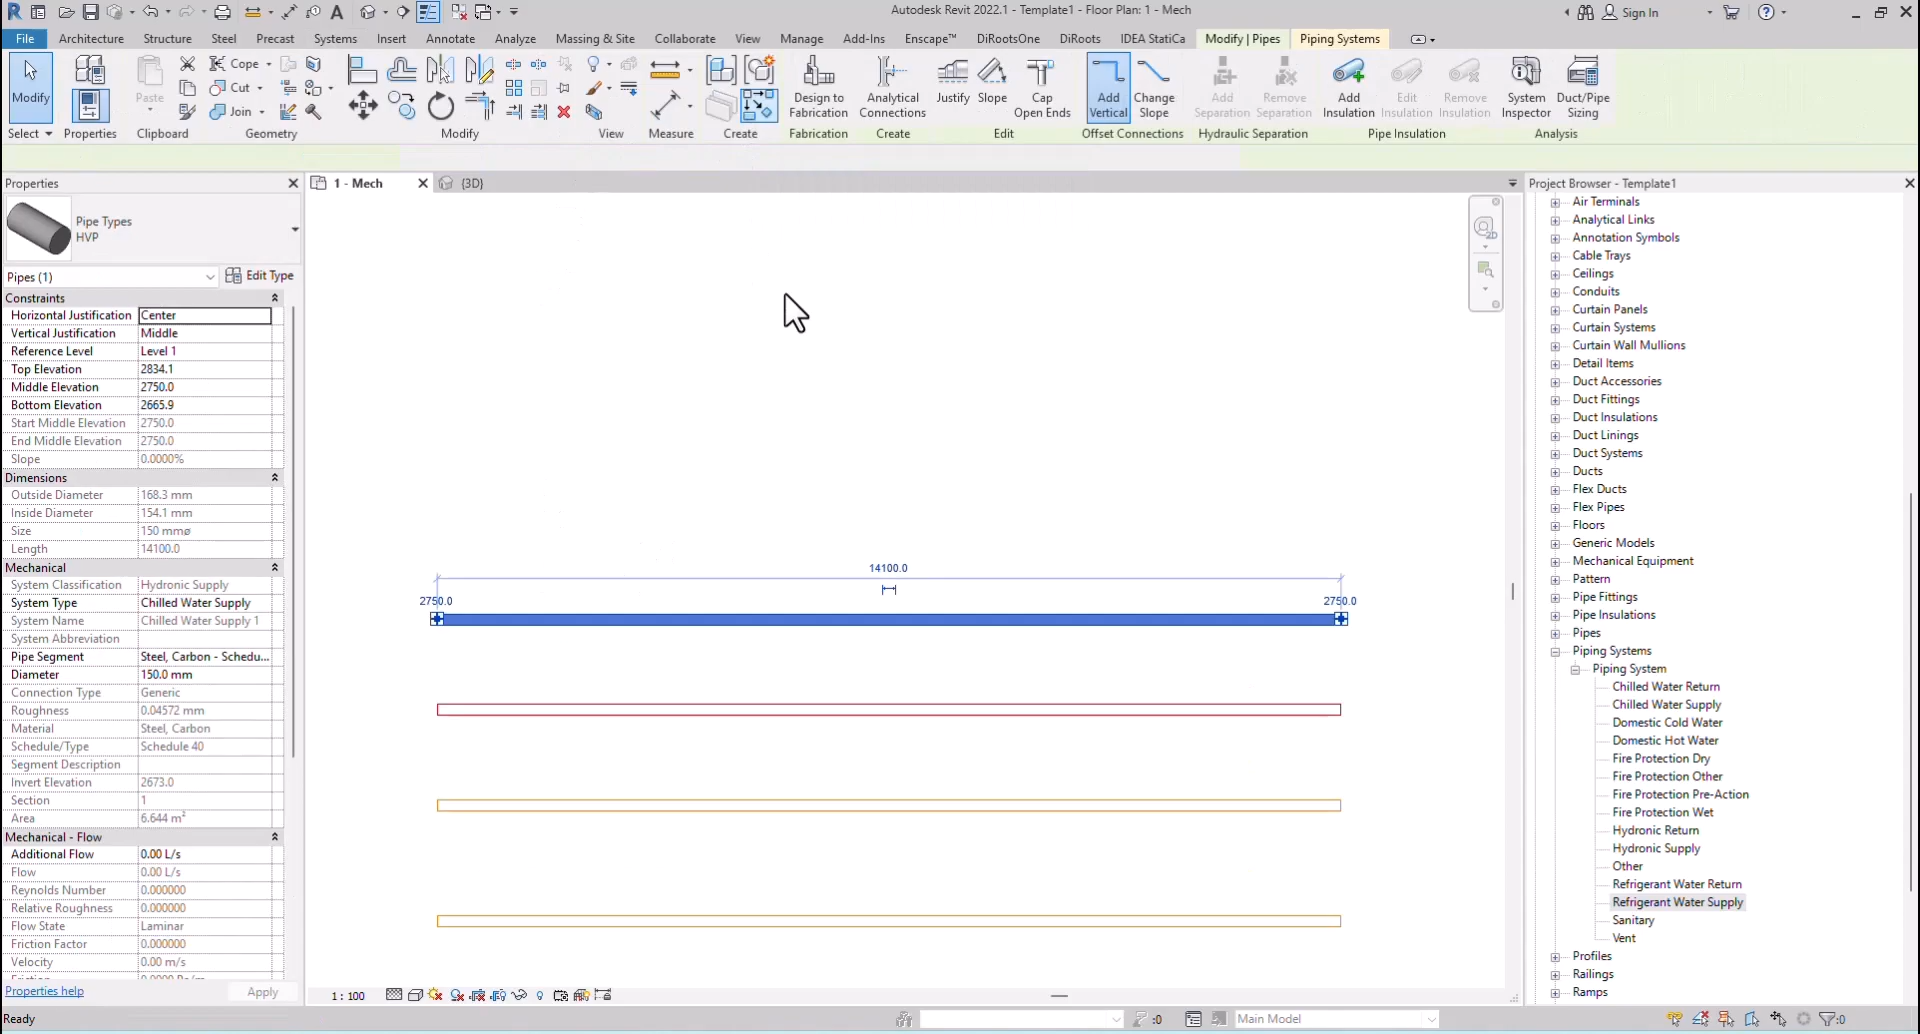 Autodesk Revit 2022.1 - Template1 - Floor Plan: 1 - Mech
Sign In
File Architecture Structure Steel Precast Systems Insert Annotate Analyze Massing & Site Collaborate View Manage Add-Ins Enscape™ DiRootsOne DiRoots IDEA StatiCa Modify | Pipes Piping Systems
Modify
Paste
Cope
Cut
Join
Design to Fabrication
Analytical Connections
Justify
Slope
Cap Open Ends
Add Vertical
Change Slope
Add Separation
Remove Separation
Add Insulation
Edit Insulation
Remove Insulation
System Inspector
Duct/Pipe Sizing
Select Properties Clipboard Geometry Modify View Measure Create Fabrication Create Edit Offset Connections Hydraulic Separation Pipe Insulation Analysis
Properties
Pipe Types
HVP
Pipes (1)
Edit Type
Constraints
Horizontal Justification Center
Vertical Justification Middle
Reference Level Level 1
Top Elevation 2834.1
Middle Elevation 2750.0
Bottom Elevation 2665.9
Start Middle Elevation 2750.0
End Middle Elevation 2750.0
Slope 0.0000%
Dimensions
Outside Diameter 168.3 mm
Inside Diameter 154.1 mm
Size 150 mmø
Length 14100.0
Mechanical
System Classification Hydronic Supply
System Type Chilled Water Supply
System Name Chilled Water Supply 1
System Abbreviation
Pipe Segment Steel, Carbon - Schedu...
Diameter 150.0 mm
Connection Type Generic
Roughness 0.04572 mm
Material Steel, Carbon
Schedule/Type Schedule 40
Segment Description
Invert Elevation 2673.0
Section 1
Area 6.644 m²
Mechanical - Flow
Additional Flow 0.00 L/s
Flow 0.00 L/s
Reynolds Number 0.000000
Relative Roughness 0.000000
Flow State Laminar
Friction Factor 0.000000
Velocity 0.00 m/s
Properties help
Apply
1 - Mech
{3D}
2D
14100.0
2750.0
2750.0
1 : 100
Project Browser - Template1
Air Terminals
Analytical Links
Annotation Symbols
Cable Trays
Ceilings
Conduits
Curtain Panels
Curtain Systems
Curtain Wall Mullions
Detail Items
Duct Accessories
Duct Fittings
Duct Insulations
Duct Linings
Duct Systems
Ducts
Flex Ducts
Flex Pipes
Floors
Generic Models
Mechanical Equipment
Pattern
Pipe Fittings
Pipe Insulations
Pipes
Piping Systems
Piping System
Chilled Water Return
Chilled Water Supply
Domestic Cold Water
Domestic Hot Water
Fire Protection Dry
Fire Protection Other
Fire Protection Pre-Action
Fire Protection Wet
Hydronic Return
Hydronic Supply
Other
Refrigerant Water Return
Refrigerant Water Supply
Sanitary
Vent
Profiles
Railings
Ramps
Ready
:0
Main Model
:0